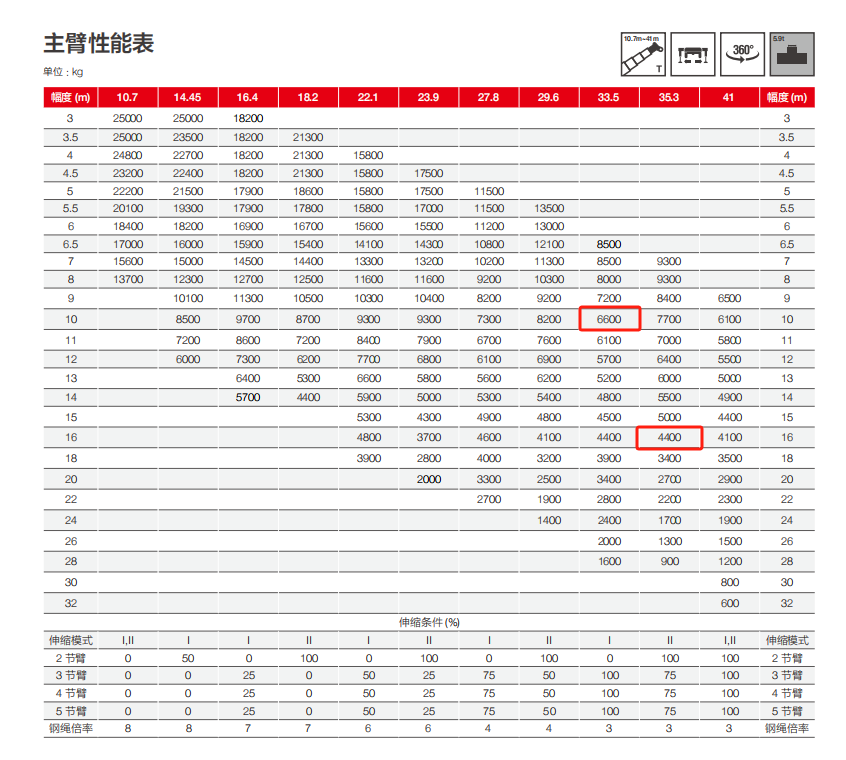 主臂性能表
单位：kg
10.7m~41m
T
360°
5.9t
幅度 (m) 10.7 14.45 16.4 18.2 22.1 23.9 27.8 29.6 33.5 35.3 41 幅度 (m)
3 25000 25000 18200 3
3.5 25000 23500 18200 21300 3.5
4 24800 22700 18200 21300 15800 4
4.5 23200 22400 18200 21300 15800 17500 4.5
5 22200 21500 17900 18600 15800 17500 11500 5
5.5 20100 19300 17900 17800 15800 17000 11500 13500 5.5
6 18400 18200 16900 16700 15600 15500 11200 13000 6
6.5 17000 16000 15900 15400 14100 14300 10800 12100 8500 6.5
7 15600 15000 14500 14400 13300 13200 10200 11300 8500 9300 7
8 13700 12300 12700 12500 11600 11600 9200 10300 8000 9300 8
9 10100 11300 10500 10300 10400 8200 9200 7200 8400 6500 9
10 8500 9700 8700 9300 9300 7300 8200 6600 7700 6100 10
11 7200 8600 7200 8400 7900 6700 7600 6100 7000 5800 11
12 6000 7300 6200 7700 6800 6100 6900 5700 6400 5500 12
13 6400 5300 6600 5800 5600 6200 5200 6000 5000 13
14 5700 4400 5900 5000 5300 5400 4800 5500 4900 14
15 5300 4300 4900 4800 4500 5000 4400 15
16 4800 3700 4600 4100 4400 4400 4100 16
18 3900 2800 4000 3200 3900 3400 3500 18
20 2000 3300 2500 3400 2700 2900 20
22 2700 1900 2800 2200 2300 22
24 1400 2400 1700 1900 24
26 2000 1300 1500 26
28 1600 900 1200 28
30 800 30
32 600 32
伸缩条件 (%)
伸缩模式 I,II I I II I II I II I II I,II 伸缩模式
2 节臂 0 50 0 100 0 100 0 100 0 100 100 2 节臂
3 节臂 0 0 25 0 50 25 75 50 100 75 100 3 节臂
4 节臂 0 0 25 0 50 25 75 50 100 75 100 4 节臂
5 节臂 0 0 25 0 50 25 75 50 100 75 100 5 节臂
钢绳倍率 8 8 7 7 6 6 4 4 3 3 3 钢绳倍率